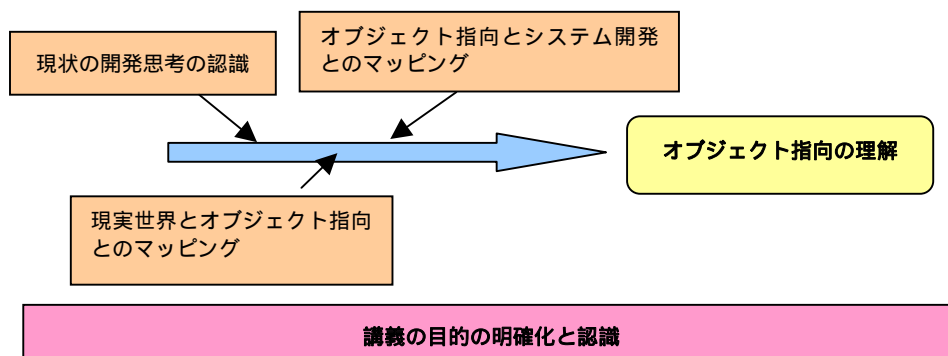 現状の開発思考の認識
オブジェクト指向とシステム開発
とのマッピング
オブジェクト指向の理解
現実世界とオブジェクト指向
とのマッピング
講義の目的の明確化と認識